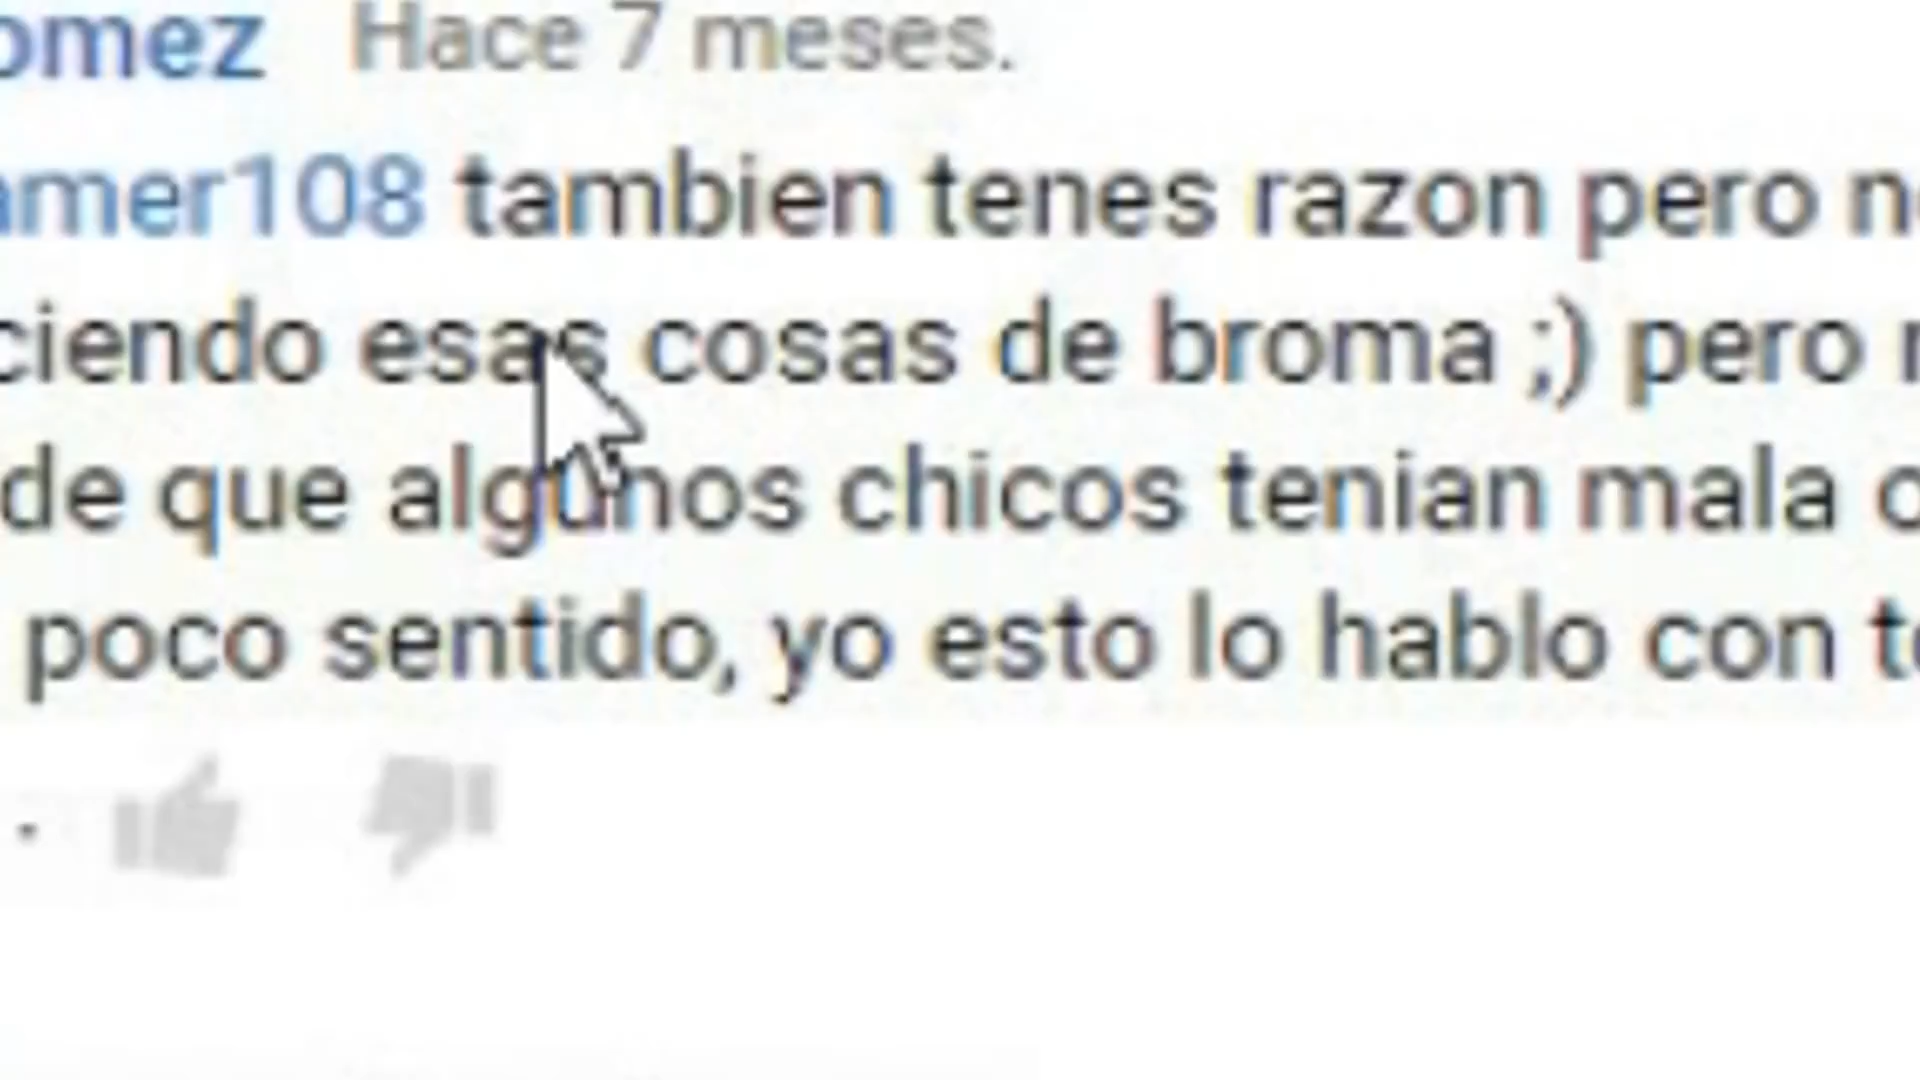 omez Hace 7 meses.
amer108 tambien tenes razon pero
ciendo esas cosas de broma ;) pero
de que algunos chicos tenian mala
poco sentido, yo esto lo hablo con